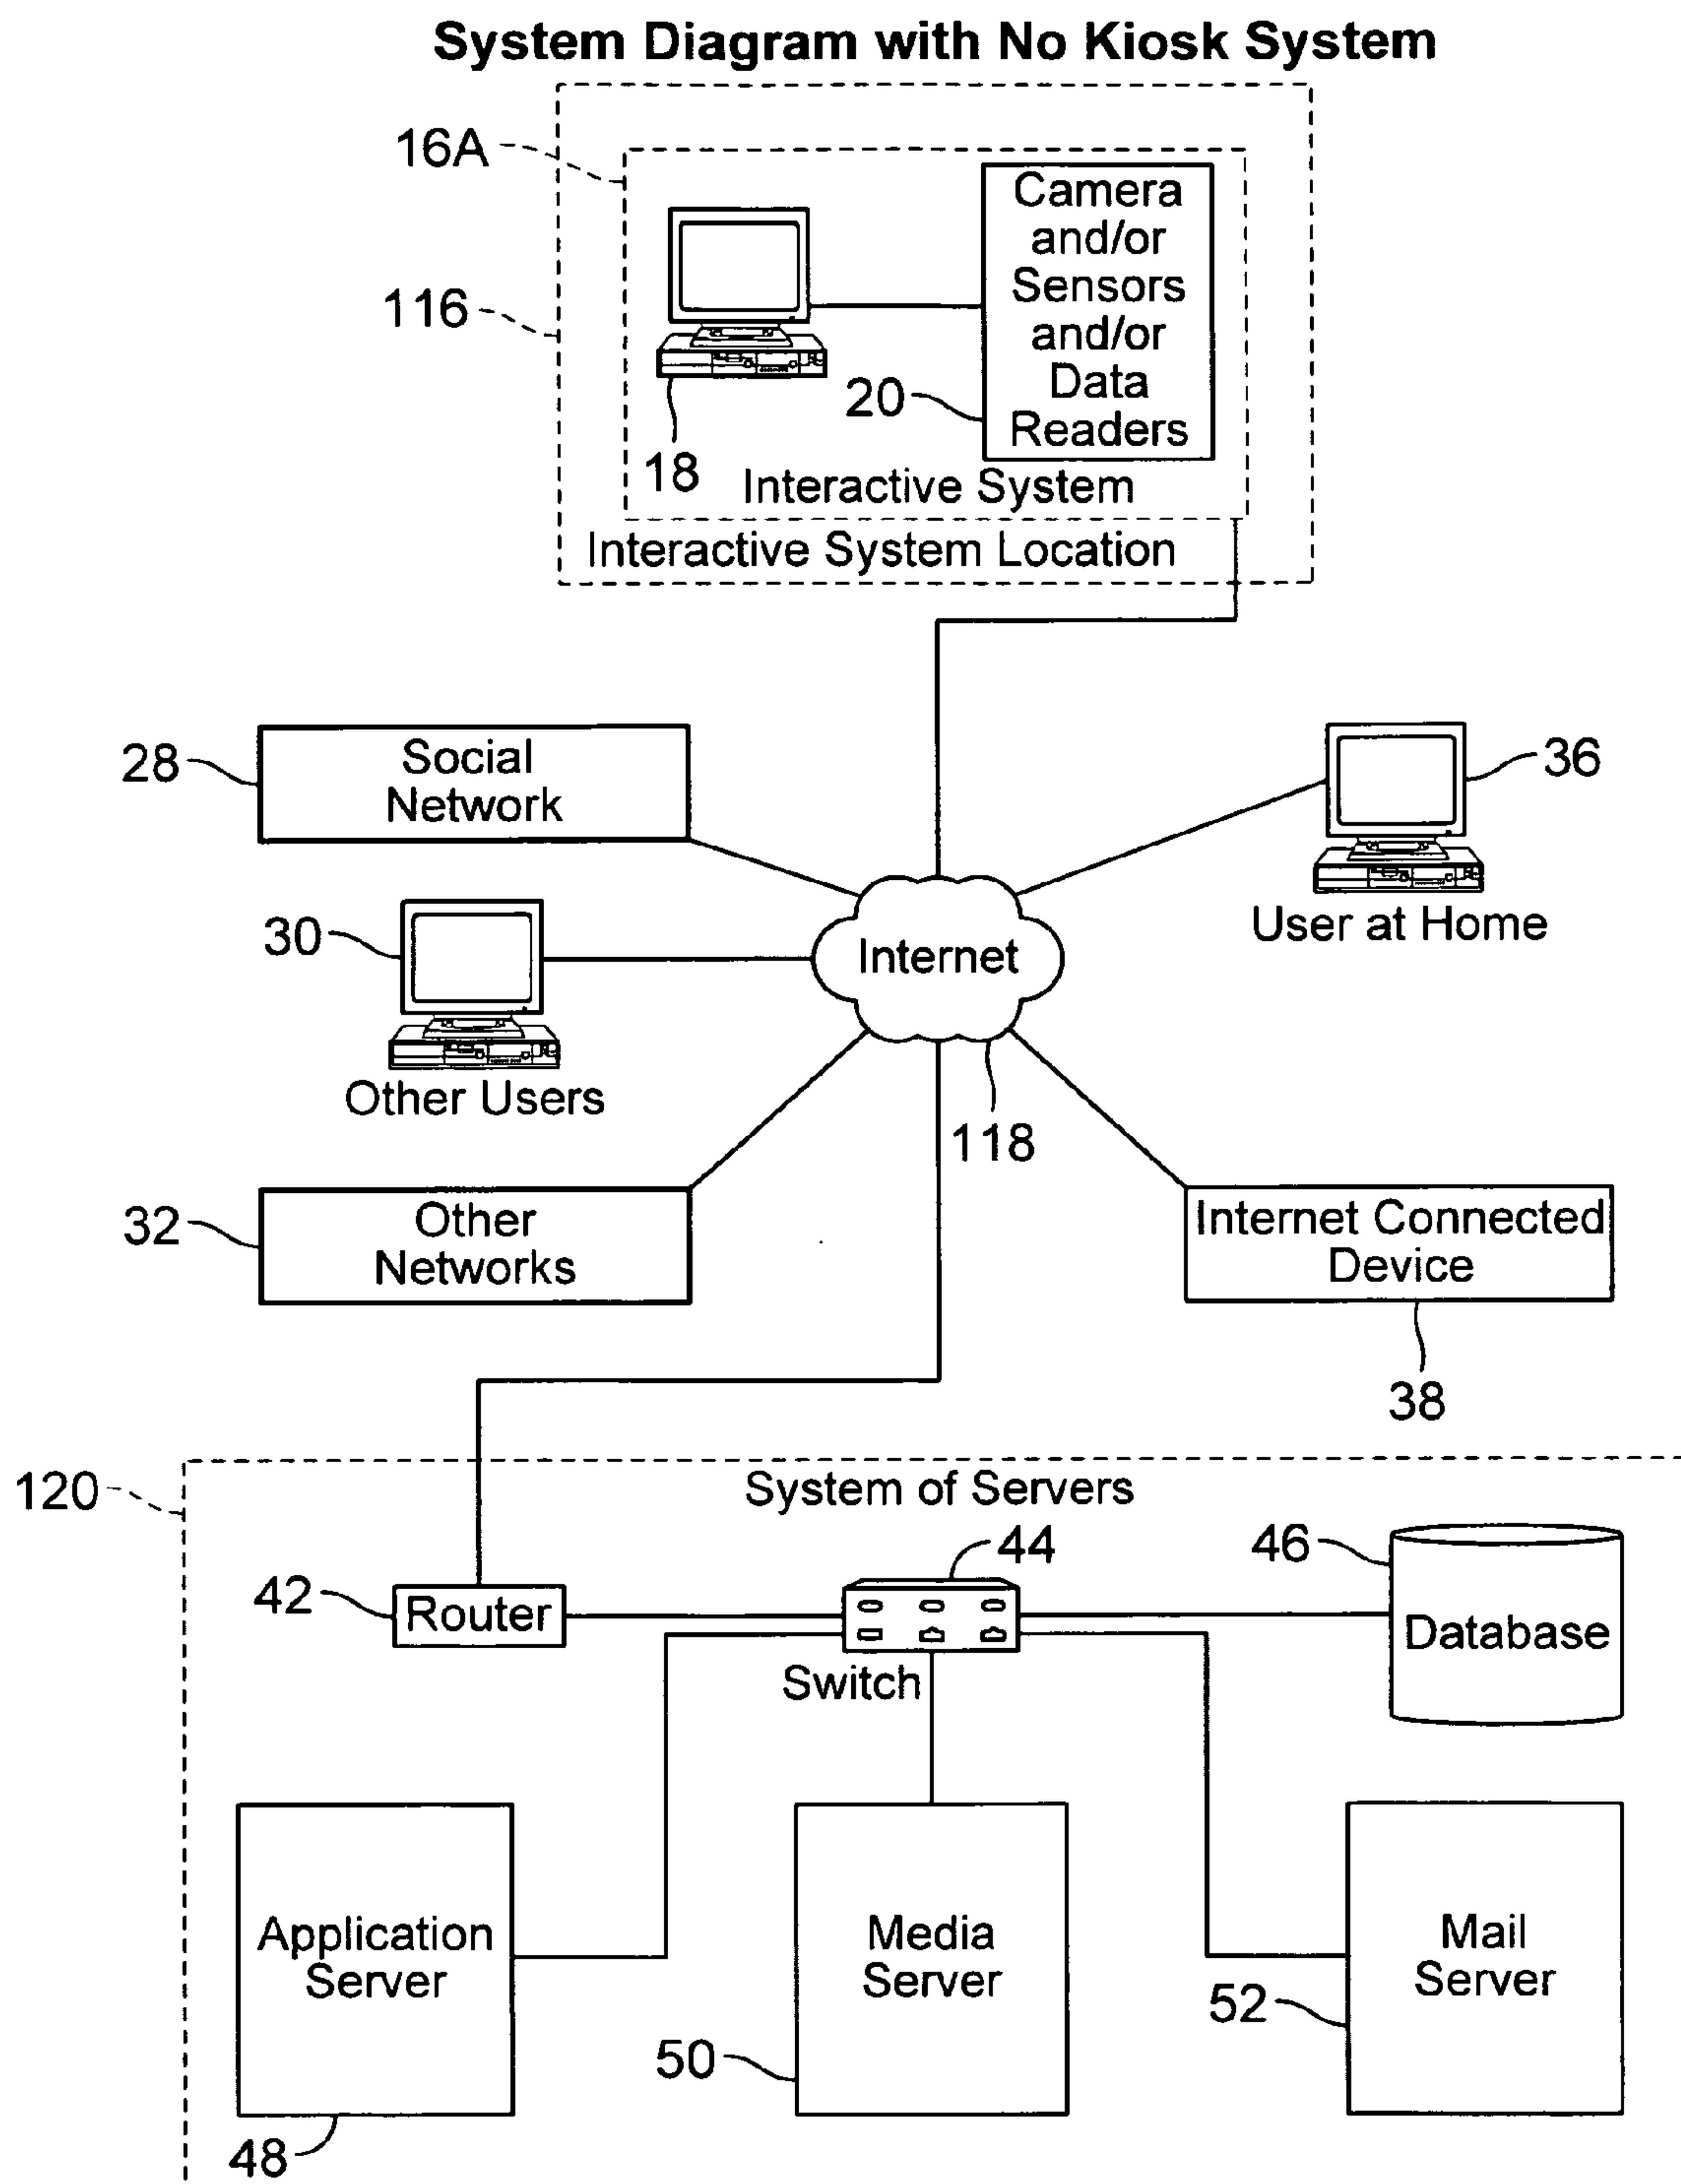 System Diagram with No Kiosk System
16A
116
Camera
and/or
Sensors
and/or
Data
Readers
20
18
Interactive System
Interactive System Location
28
Social
Network
36
User at Home
30
Other Users
Internet
118
32
Other
Networks
Internet Connected
Device
38
120
System of Servers
44
46
42
Router
Switch
Database
Application
Server
48
Media
Server
50
Mail
Server
52